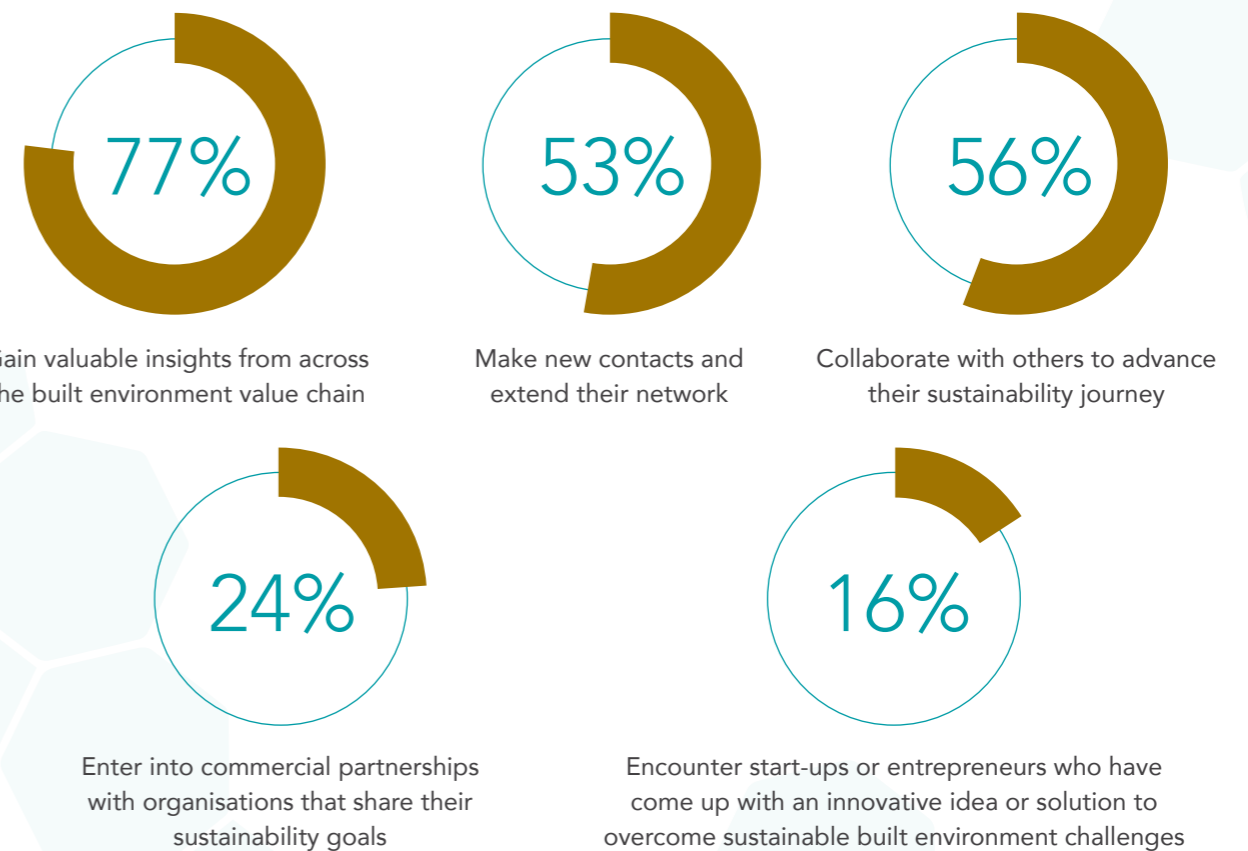 77%
53%
56%
ain valuable insights from across
he built environment value chain
Make new contacts and
extend their network
Collaborate with others to advance
their sustainability journey
24%
16%
Enter into commercial partnerships
with organisations that share their
sustainability goals
Encounter start-ups or entrepreneurs who have
come up with an innovative idea or solution to
overcome sustainable built environment challenges